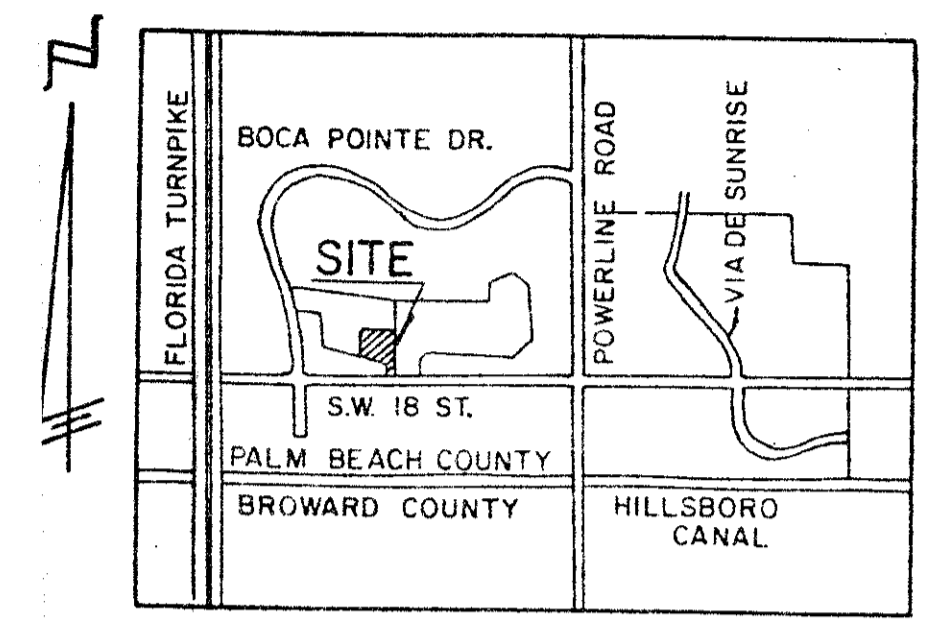 N
BOCA POINTE DR.
FLORIDA TURNPIKE
SITE
POWERLINE ROAD
VIA DE SUNRISE
S.W. 18 ST.
PALM BEACH COUNTY
BROWARD COUNTY
HILLSBORO
CANAL